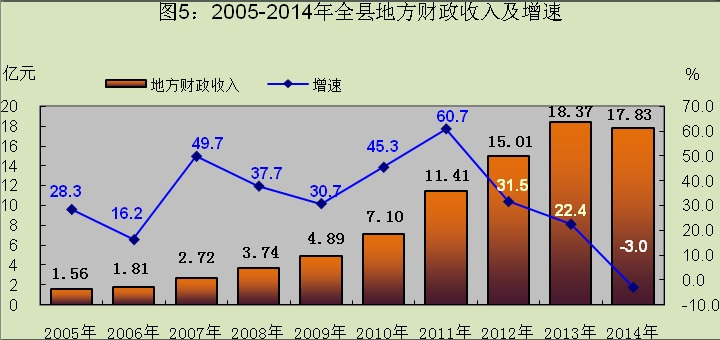 图5：2005-2014年全县地方财政收入及增速
亿元 %
地方财政收入 增速
20 18 16 14 12 10 8 6 4 2 0
70.0 60.0 50.0 40.0 30.0 20.0 10.0 0.0 -10.0
28.3 16.2 49.7 37.7 30.7 45.3 60.7 31.5 22.4 -3.0
1.56 1.81 2.72 3.74 4.89 7.10 11.41 15.01 18.37 17.83
2005年 2006年 2007年 2008年 2009年 2010年 2011年 2012年 2013年 2014年